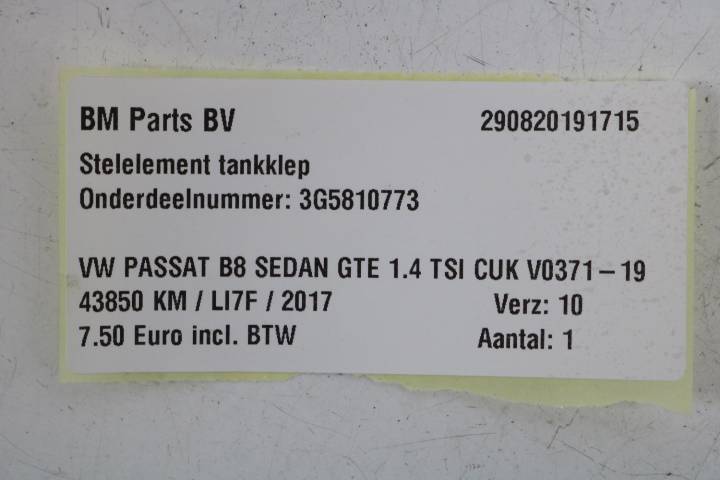 BM Parts BV 290820191715
Stelelement tankklep
Onderdeelnummer: 3G5810773
VW PASSAT B8 SEDAN GTE 1.4 TSI CUK V0371-19
43850 KM / LI7F / 2017 Verz: 10
7.50 Euro incl. BTW Aantal: 1